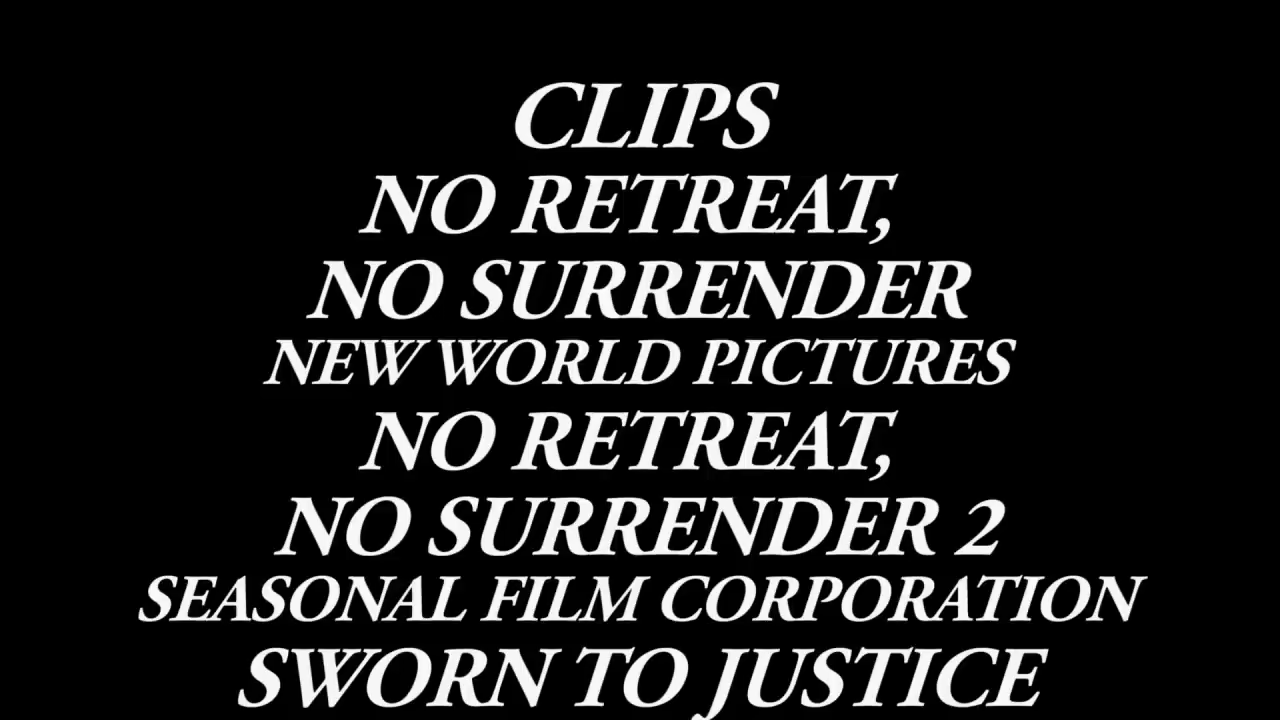 CLIPS
NO RETREAT,
NO SURRENDER
NEW WORLD PICTURES
NO RETREAT,
NO SURRENDER 2
SEASONAL FILM CORPORATION
SWORN TO JUSTICE